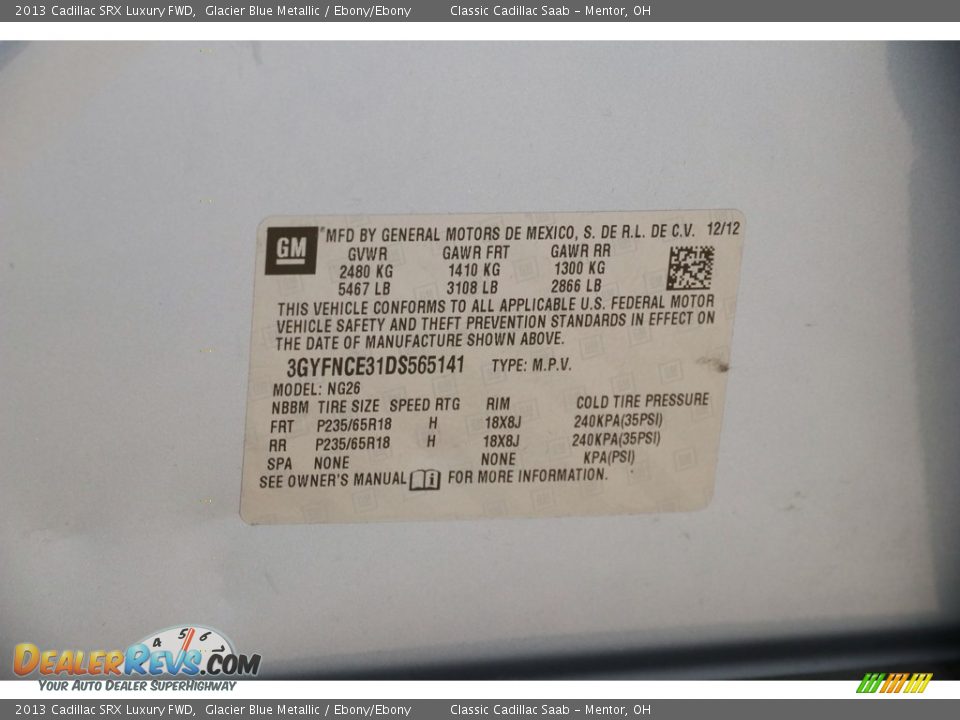 2013 Cadillac SRX Luxury FWD,  Glacier Blue Metallic / Ebony/Ebony     Classic Cadillac Saab - Mentor, OH
GM
MFD BY GENERAL MOTORS DE MEXICO, S. DE R.L. DE C.V.  12/12
GVWR  GAWR FRT  GAWR RR
2480 KG  1410 KG  1300 KG
5467 LB  3108 LB  2866 LB
THIS VEHICLE CONFORMS TO ALL APPLICABLE U.S. FEDERAL MOTOR
VEHICLE SAFETY AND THEFT PREVENTION STANDARDS IN EFFECT ON
THE DATE OF MANUFACTURE SHOWN ABOVE.
3GYFNCE31DS565141  TYPE: M.P.V.
MODEL: NG26
NBBM  TIRE SIZE  SPEED RTG  RIM  COLD TIRE PRESSURE
FRT  P235/65R18  H  18X8J  240KPA(35PSI)
RR  P235/65R18  H  18X8J  240KPA(35PSI)
SPA  NONE  NONE  KPA(PSI)
SEE OWNER'S MANUAL i FOR MORE INFORMATION.
4 5 6 7
DEALERREVS.COM
YOUR AUTO DEALER SUPERHIGHWAY
2013 Cadillac SRX Luxury FWD,  Glacier Blue Metallic / Ebony/Ebony     Classic Cadillac Saab - Mentor, OH